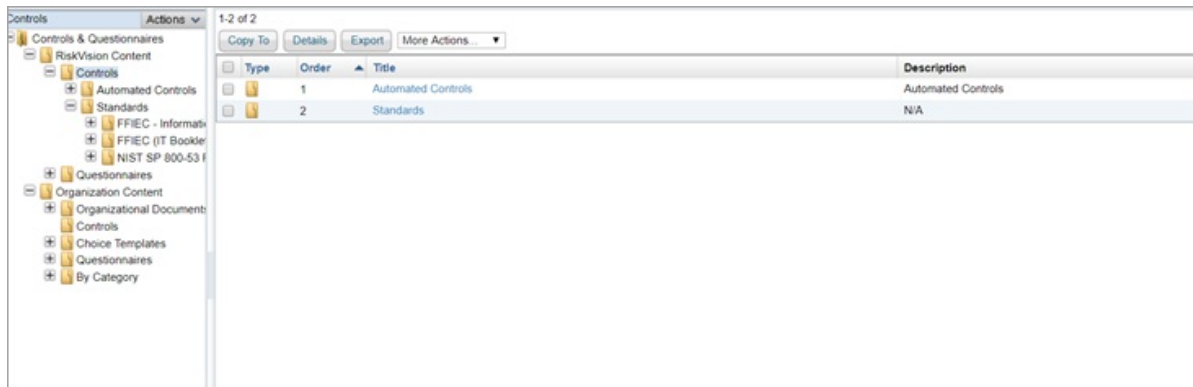 Controls Actions
Controls & Questionnaires
RiskVision Content
Controls
Automated Controls
Standards
FFIEC - Informati
FFIEC (IT Bookle
NIST SP 800-53
Questionnaires
Organization Content
Organizational Document
Controls
Choice Templates
Questionnaires
By Category
1-2 of 2
Copy To Details Export More Actions...
Type Order Title Description
1 Automated Controls Automated Controls
2 Standards N/A